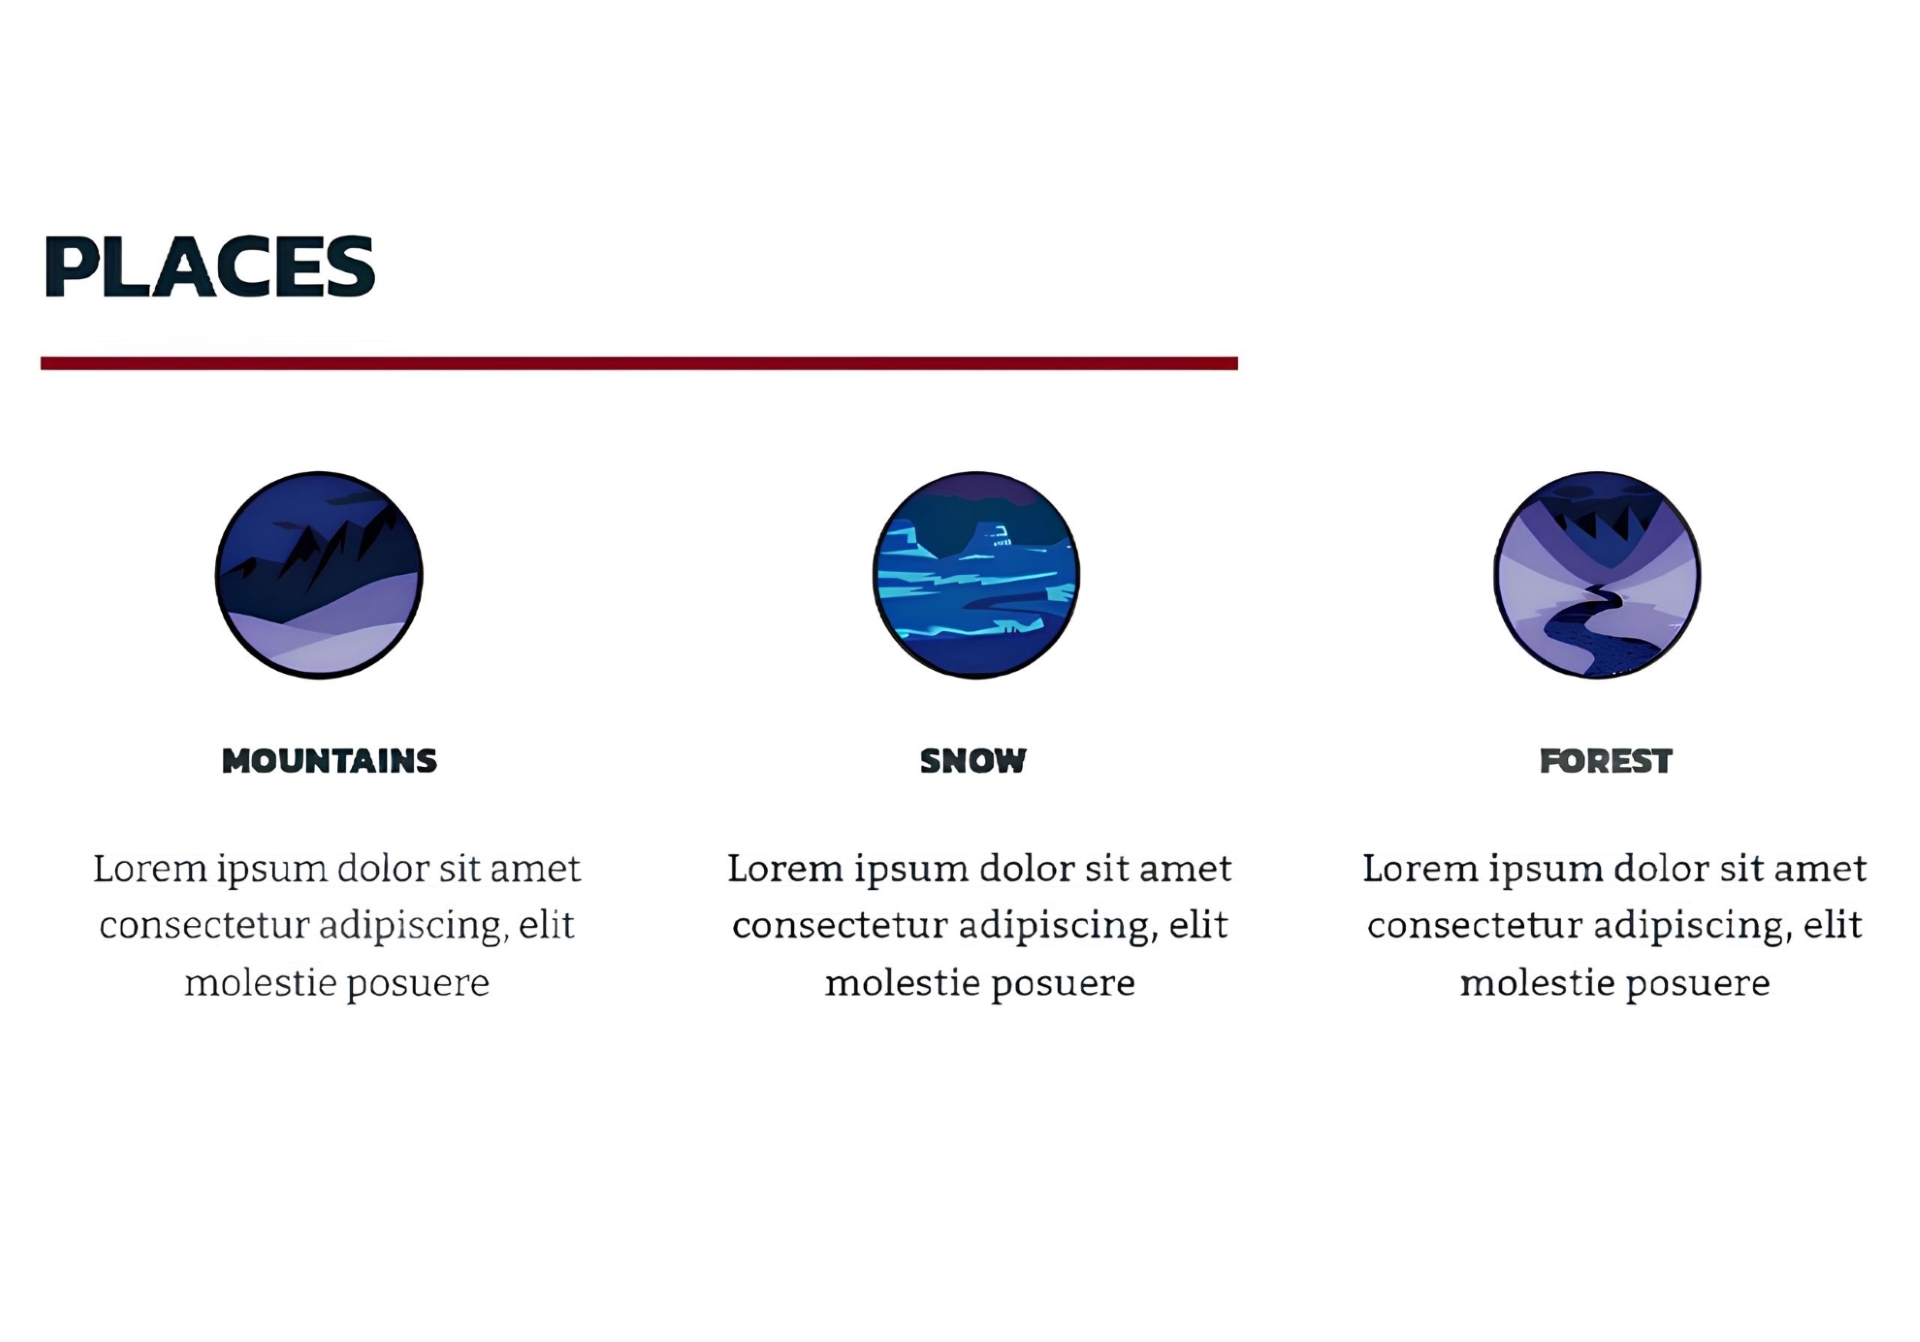 PLACES
MOUNTAINS
Lorem ipsum dolor sit amet
consectetur adipiscing, elit
molestie posuere
SNOW
Lorem ipsum dolor sit amet
consectetur adipiscing, elit
molestie posuere
FOREST
Lorem ipsum dolor sit amet
consectetur adipiscing, elit
molestie posuere